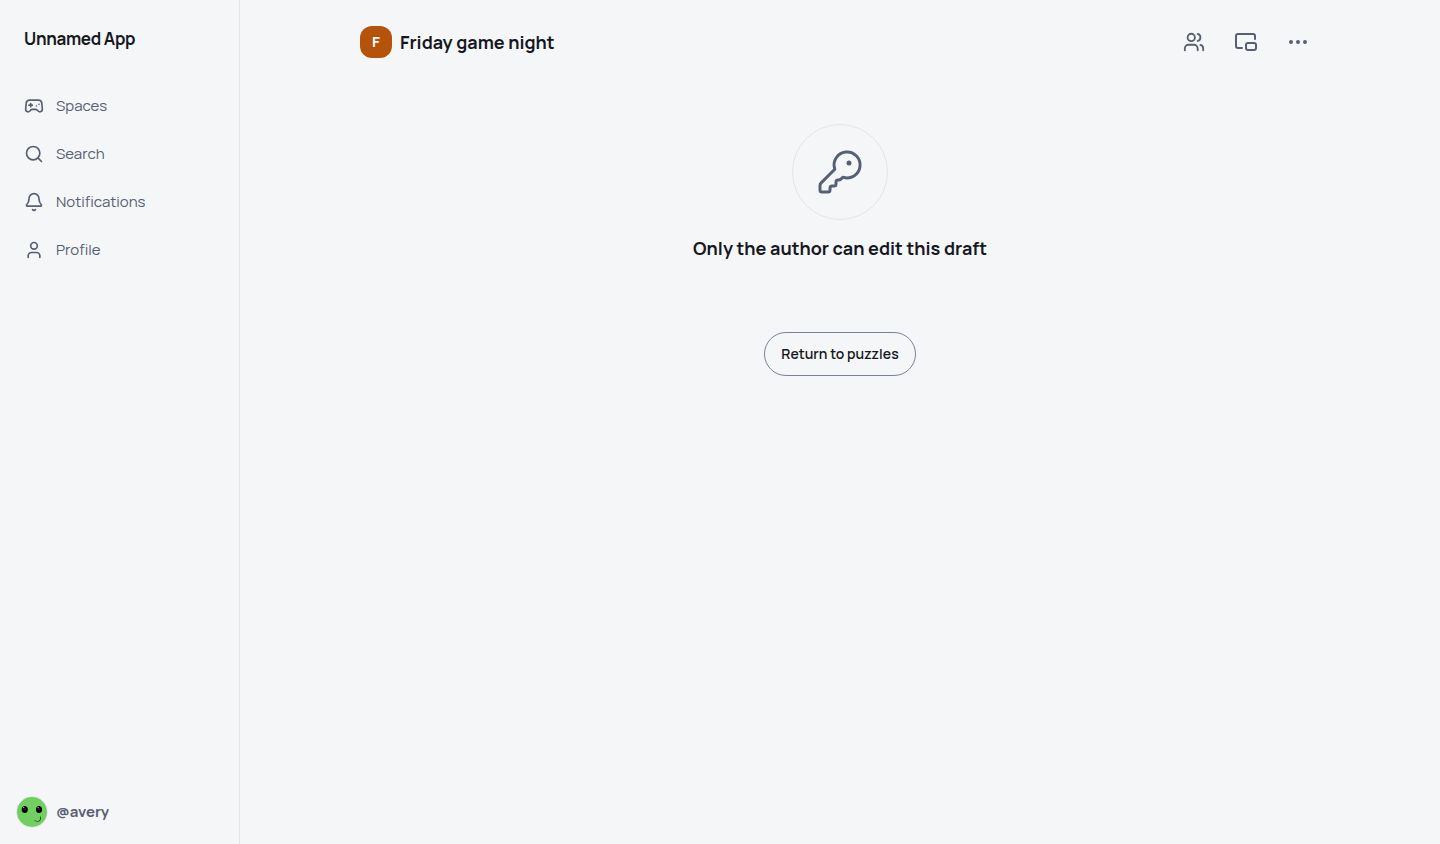 Unnamed App
Spaces
Search
Notifications
Profile
@avery
F
Friday game night
Only the author can edit this draft
Return to puzzles